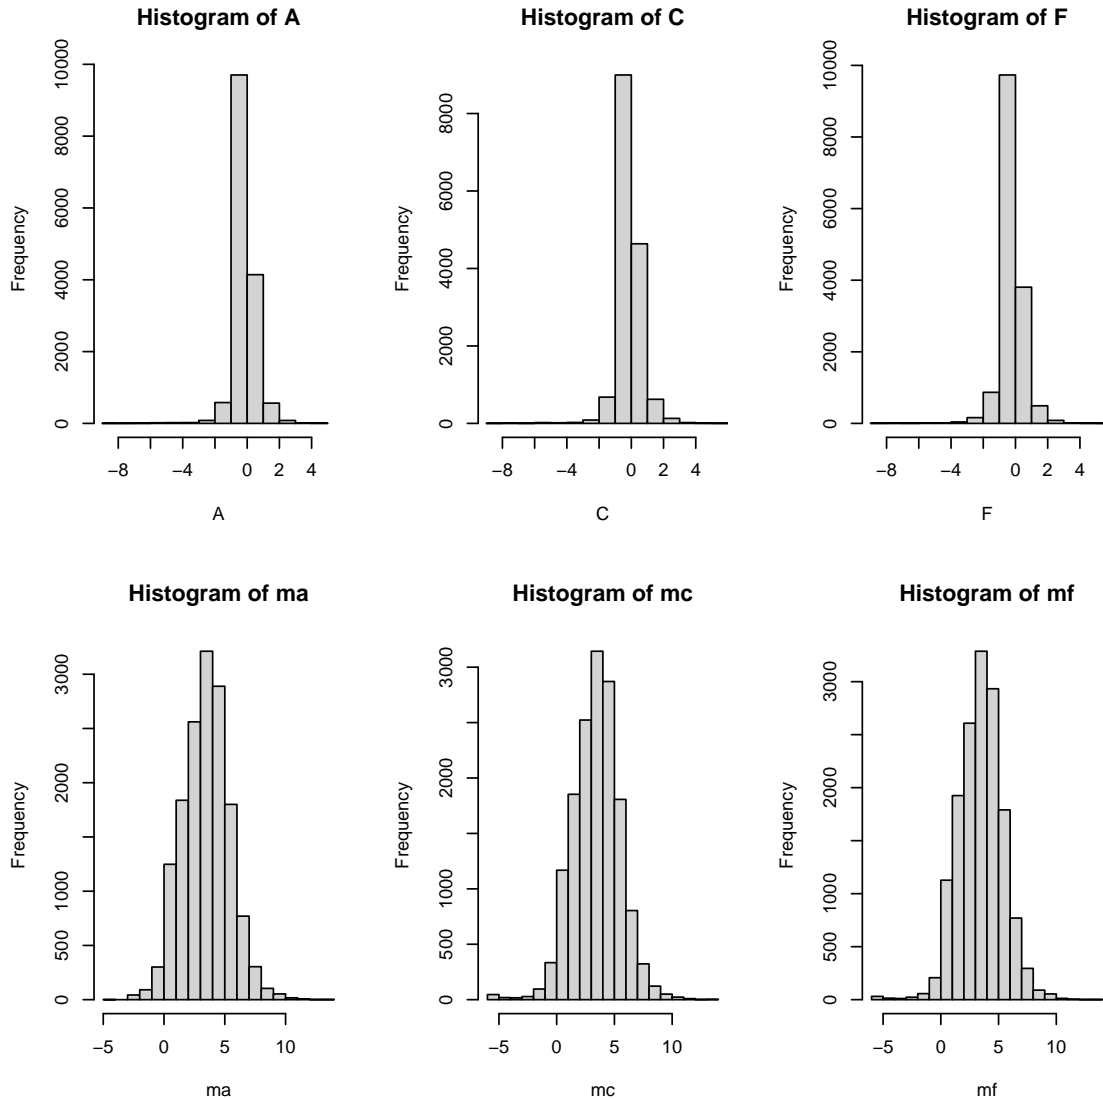 Histogram of A
Frequency
0 2000 4000 6000 8000 10000
−8 −4 0 2 4
A
Histogram of C
Frequency
0 2000 4000 6000 8000
−8 −4 0 2 4
C
Histogram of F
Frequency
0 2000 4000 6000 8000 10000
−8 −4 0 2 4
F
Histogram of ma
Frequency
0 500 1000 2000 3000
−5 0 5 10
ma
Histogram of mc
Frequency
0 500 1000 2000 3000
−5 0 5 10
mc
Histogram of mf
Frequency
0 500 1000 2000 3000
−5 0 5 10
mf